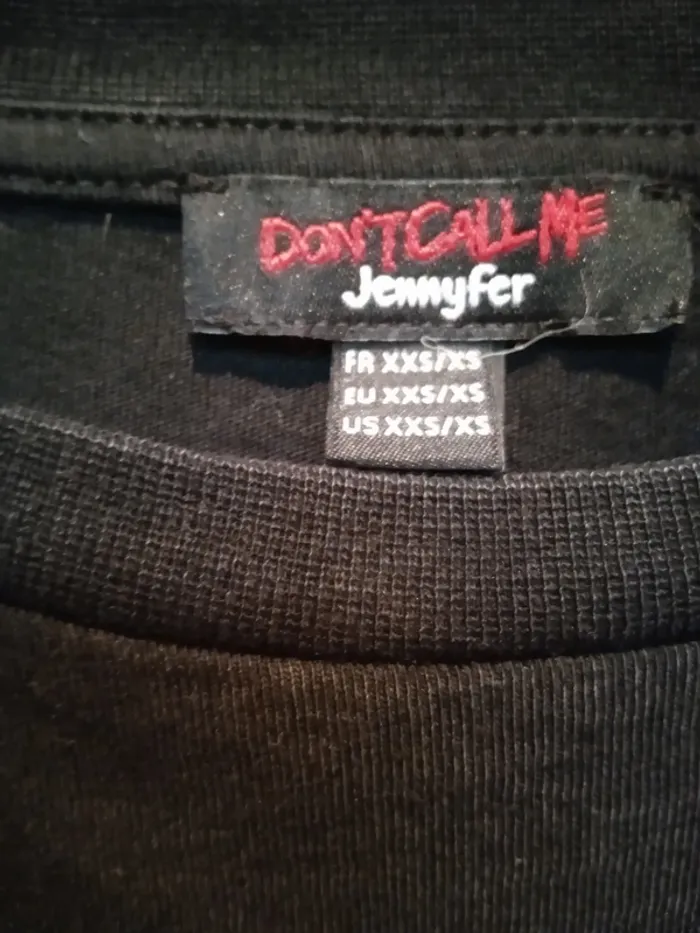 DON'T CALL ME
Jennyfer
FR XXS/XS
EU XXS/XS
US XXS/XS